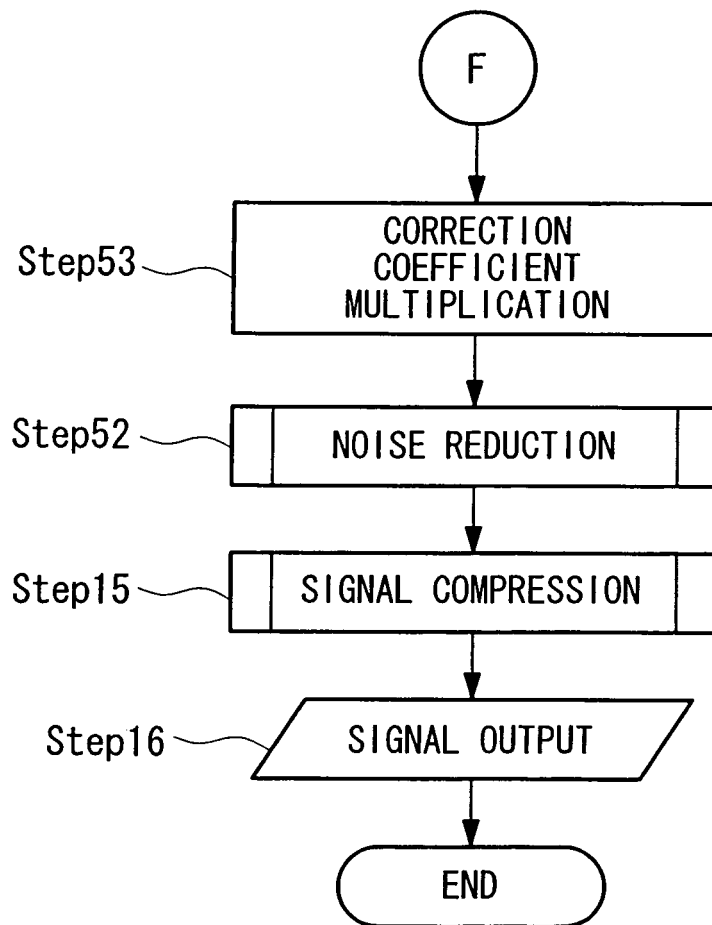 F
Step53
CORRECTION
COEFFICIENT
MULTIPLICATION
Step52
NOISE REDUCTION
Step15
SIGNAL COMPRESSION
Step16
SIGNAL OUTPUT
END